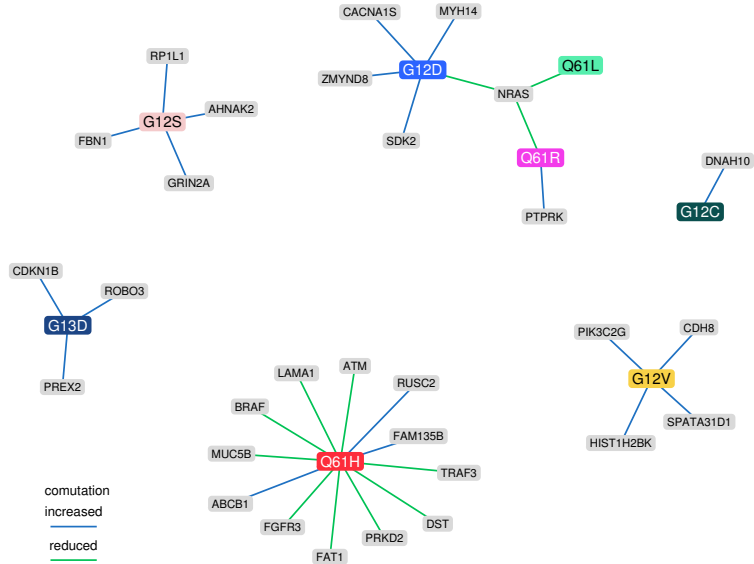 CACNA1S
MYH14
RP1L1
G12D
Q61L
ZMYND8
NRAS
AHNAK2
G12S
FBN1
SDK2
Q61R
DNAH10
GRIN2A
PTPRK
G12C
CDKN1B
ROBO3
G13D
PREX2
PIK3C2G
CDH8
G12V
SPATA31D1
HIST1H2BK
LAMA1
ATM
RUSC2
BRAF
FAM135B
MUC5B
Q61H
TRAF3
ABCB1
FGFR3
DST
PRKD2
FAT1
comutation
increased
reduced